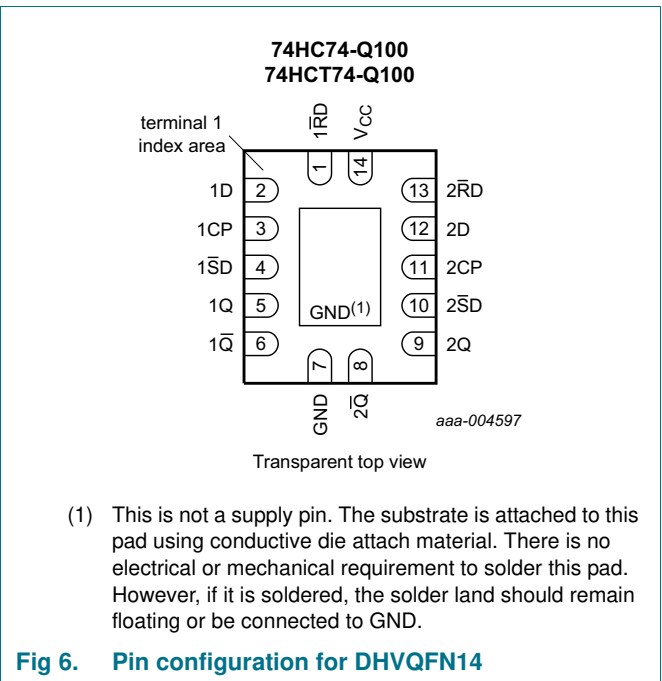 74HC74-Q100
74HCT74-Q100
terminal 1
index area
1R̅D
VCC
1
14
1D 2
13 2R̅D
1CP 3
12 2D
1S̅D 4
11 2CP
1Q 5
GND(1)
10 2S̅D
1Q̅ 6
9 2Q
7
8
GND
2Q̅
aaa-004597
Transparent top view
(1) This is not a supply pin. The substrate is attached to this
pad using conductive die attach material. There is no
electrical or mechanical requirement to solder this pad.
However, if it is soldered, the solder land should remain
floating or be connected to GND.
Fig 6. Pin configuration for DHVQFN14